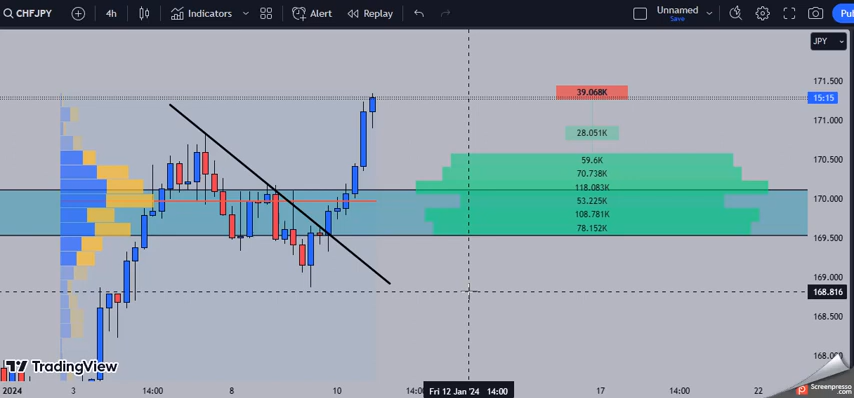 CHFJPY
4h
Indicators
Alert
Replay
Unnamed
Save
JPY
171.500
15:15
171.000
170.500
170.000
169.500
169.000
168.816
168.500
39.068K
28.051K
59.6K
70.738K
118.083K
53.225K
108.781K
78.152K
TradingView
2024
3
14:00
8
10
Fri 12 Jan '24 14:00
17
14:00
22
Screenpresso
.com